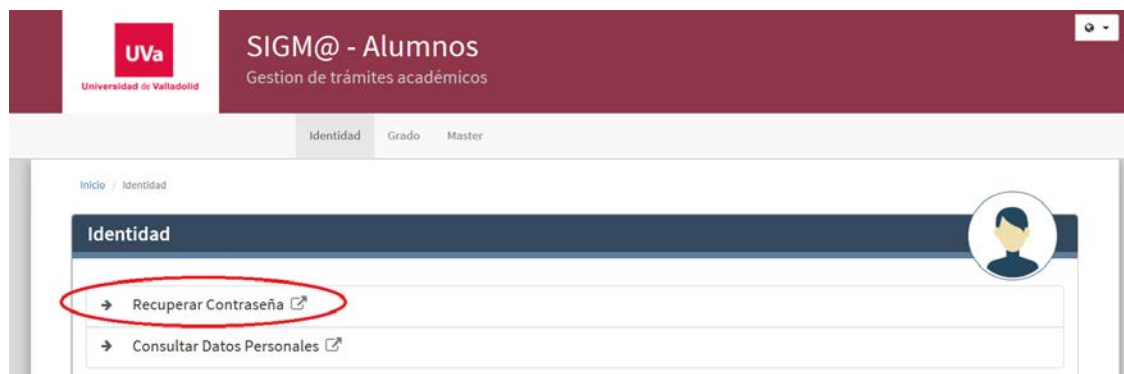 UVa
Universidad de Valladolid
SIGM@ - Alumnos
Gestion de trámites académicos
Identidad Grado Master
Inicio / Identidad
Identidad
Recuperar Contraseña
Consultar Datos Personales